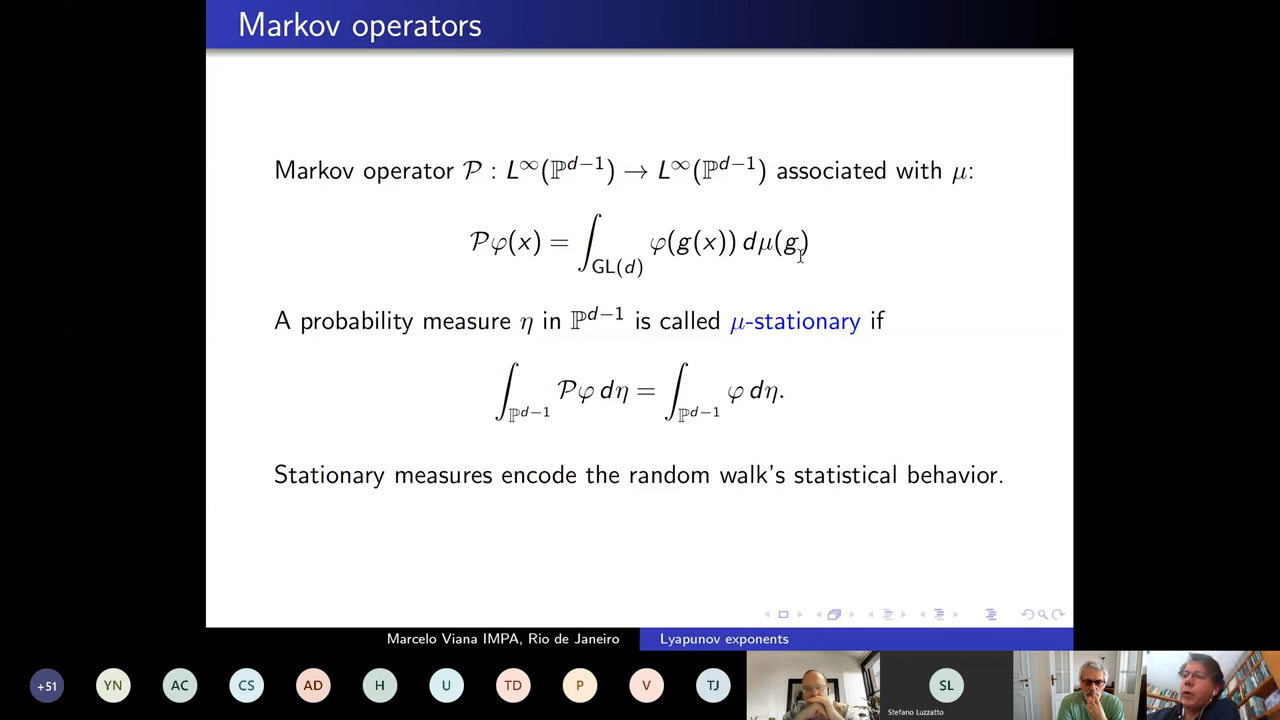 Markov operators
Markov operator 𝒫 : L^∞(ℙ^{d−1}) → L^∞(ℙ^{d−1}) associated with μ:
𝒫φ(x) = ∫_{GL(d)} φ(g(x)) dμ(g)
A probability measure η in ℙ^{d−1} is called μ-stationary if
∫_{ℙ^{d−1}} 𝒫φ dη = ∫_{ℙ^{d−1}} φ dη.
Stationary measures encode the random walk's statistical behavior.
Marcelo Viana IMPA, Rio de Janeiro Lyapunov exponents
+51 YN AC CS AD H U TD P V TJ SL
Stefano Luzzatto